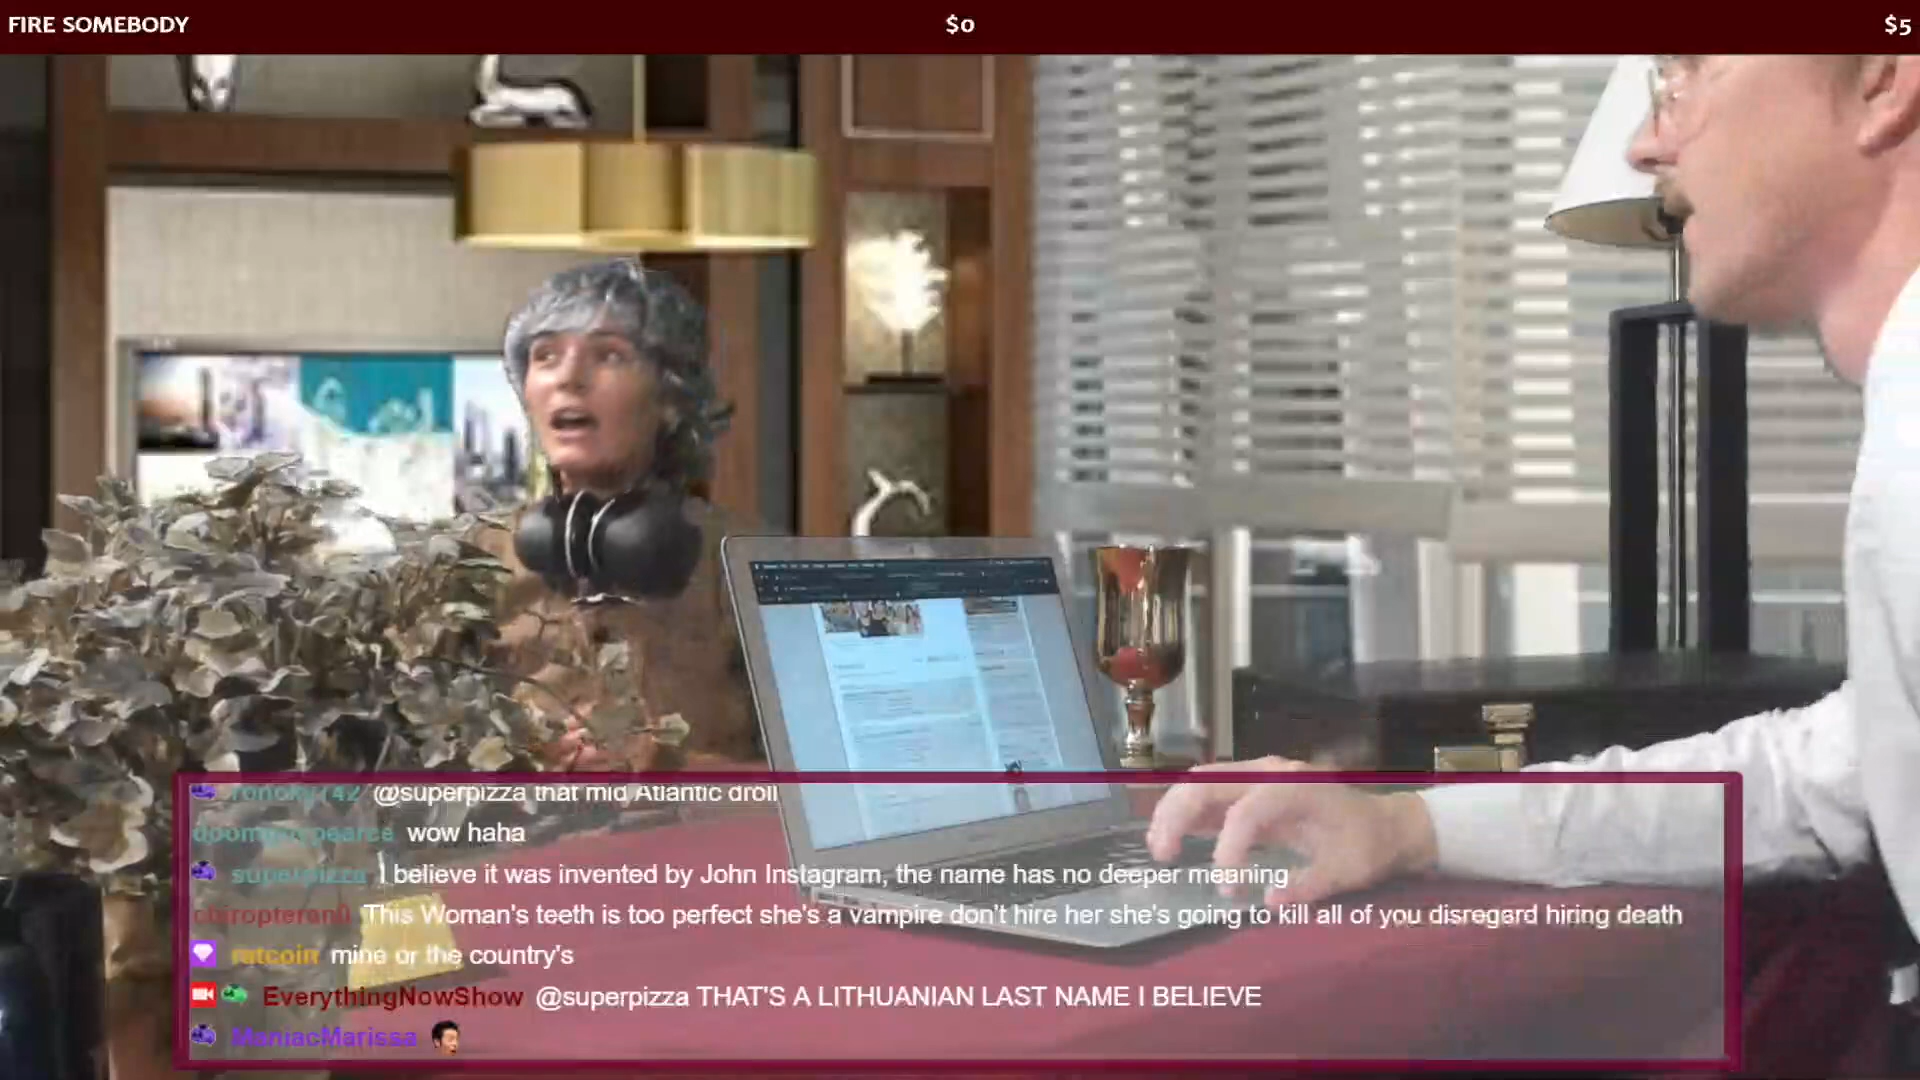 FIRE SOMEBODY $0 $5
@superpizza that mid Atlantic droll
wow haha
superpizza I believe it was invented by John Instagram, the name has no deeper meaning
chiropteran0 This Woman's teeth is too perfect she's a vampire don't hire her she's going to kill all of you disregard hiring death
ratcoin mine or the country's
EverythingNowShow @superpizza THAT'S A LITHUANIAN LAST NAME I BELIEVE
ManiacMarissa